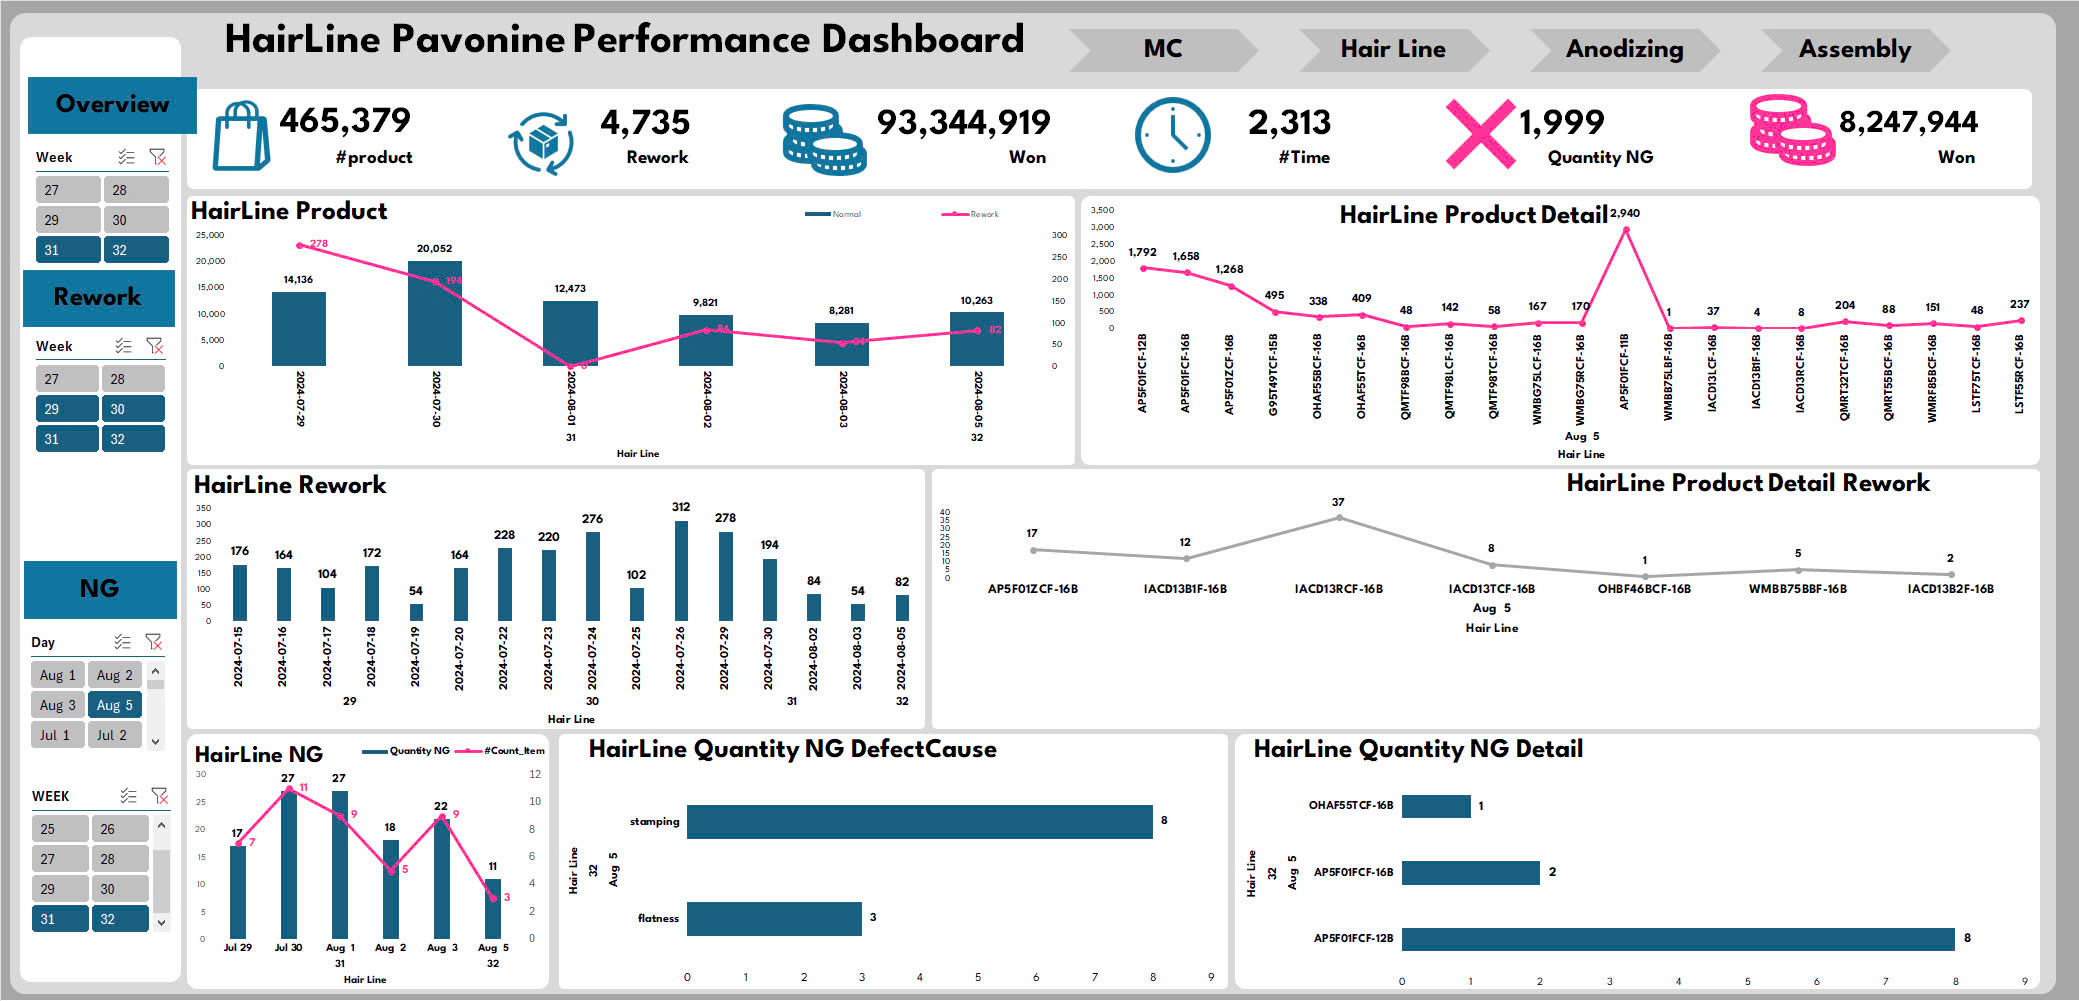 HairLine Pavonine Performance Dashboard
MC
Hair Line
Anodizing
Assembly
Overview
Week
27 28
29 30
31 32
Rework
Week
27 28
29 30
31 32
NG
Day
Aug 1 Aug 2
Aug 3 Aug 5
Jul 1 Jul 2
WEEK
25 26
27 28
29 30
31 32
465,379
#product
4,735
Rework
93,344,919
Won
2,313
#Time
1,999
Quantity NG
8,247,944
Won
HairLine Product
Normal Rework
25,000
20,000
15,000
10,000
5,000
0
300
250
200
150
100
50
0
14,136 20,052 12,473 9,821 8,281 10,263
278 194 0 84 54 82
2024-07-29 2024-07-30 2024-08-01 2024-08-02 2024-08-03 2024-08-05
31 32
Hair Line
HairLine Product Detail
3,500
3,000
2,500
2,000
1,500
1,000
500
0
1,792 1,658 1,268 495 338 409 48 142 58 167 170 2,940 1 37 4 8 204 88 151 48 237
AP5F01FCF-12B AP5F01FCF-16B AP5F01ZCF-16B G95T49TCF-15B OHAF55BCF-16B OHAF55TCF-16B QMTF98BCF-16B QMTF98LCF-16B QMTF98TCF-16B WMBG75LCF-16B WMBG75RCF-16B AP5F01FCF-11B WMBB75LBF-16B IACD13LCF-16B IACD13B1F-16B IACD13RCF-16B QMRT32TCF-16B QMRT55BCF-16B WMRF85BCF-16B LSTF75TCF-16B LSTF55RCF-16B
Aug 5
Hair Line
HairLine Rework
350
300
250
200
150
100
50
0
176 164 104 172 54 164 228 220 276 102 312 278 194 84 54 82
2024-07-15 2024-07-16 2024-07-17 2024-07-18 2024-07-19 2024-07-20 2024-07-22 2024-07-23 2024-07-24 2024-07-25 2024-07-26 2024-07-29 2024-07-30 2024-08-02 2024-08-03 2024-08-05
29 30 31 32
Hair Line
HairLine Product Detail Rework
40
35
30
25
20
15
10
5
0
17 12 37 8 1 5 2
AP5F01ZCF-16B IACD13B1F-16B IACD13RCF-16B IACD13TCF-16B OHBF46BCF-16B WMBB75BBF-16B IACD13B2F-16B
Aug 5
Hair Line
HairLine NG
Quantity NG #Count_Item
30
25
20
15
10
5
0
12
10
8
6
4
2
0
17 27 27 18 22 11
7 11 9 5 9 3
Jul 29 Jul 30 Aug 1 Aug 2 Aug 3 Aug 5
31 32
Hair Line
HairLine Quantity NG DefectCause
Hair Line
32
Aug 5
stamping 8
flatness 3
0 1 2 3 4 5 6 7 8 9
HairLine Quantity NG Detail
Hair Line
32
Aug 5
OHAF55TCF-16B 1
AP5F01FCF-16B 2
AP5F01FCF-12B 8
0 1 2 3 4 5 6 7 8 9